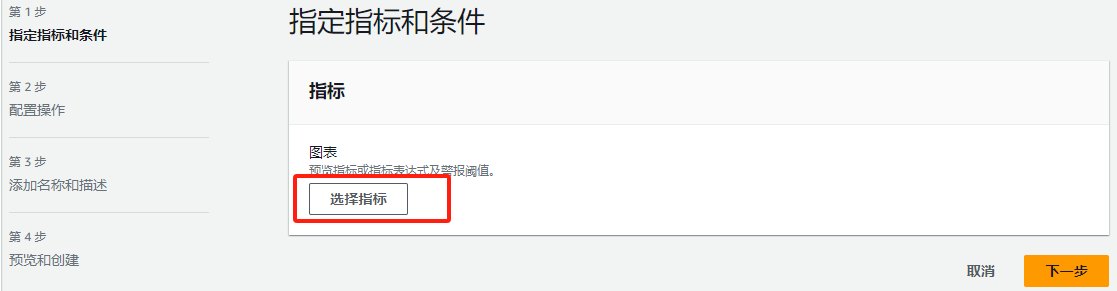 第 1 步
指定指标和条件
第 2 步
配置操作
第 3 步
添加名称和描述
第 4 步
预览和创建
指定指标和条件
指标
图表
预览指标或指标表达式及警报阈值。
选择指标
取消
下一步